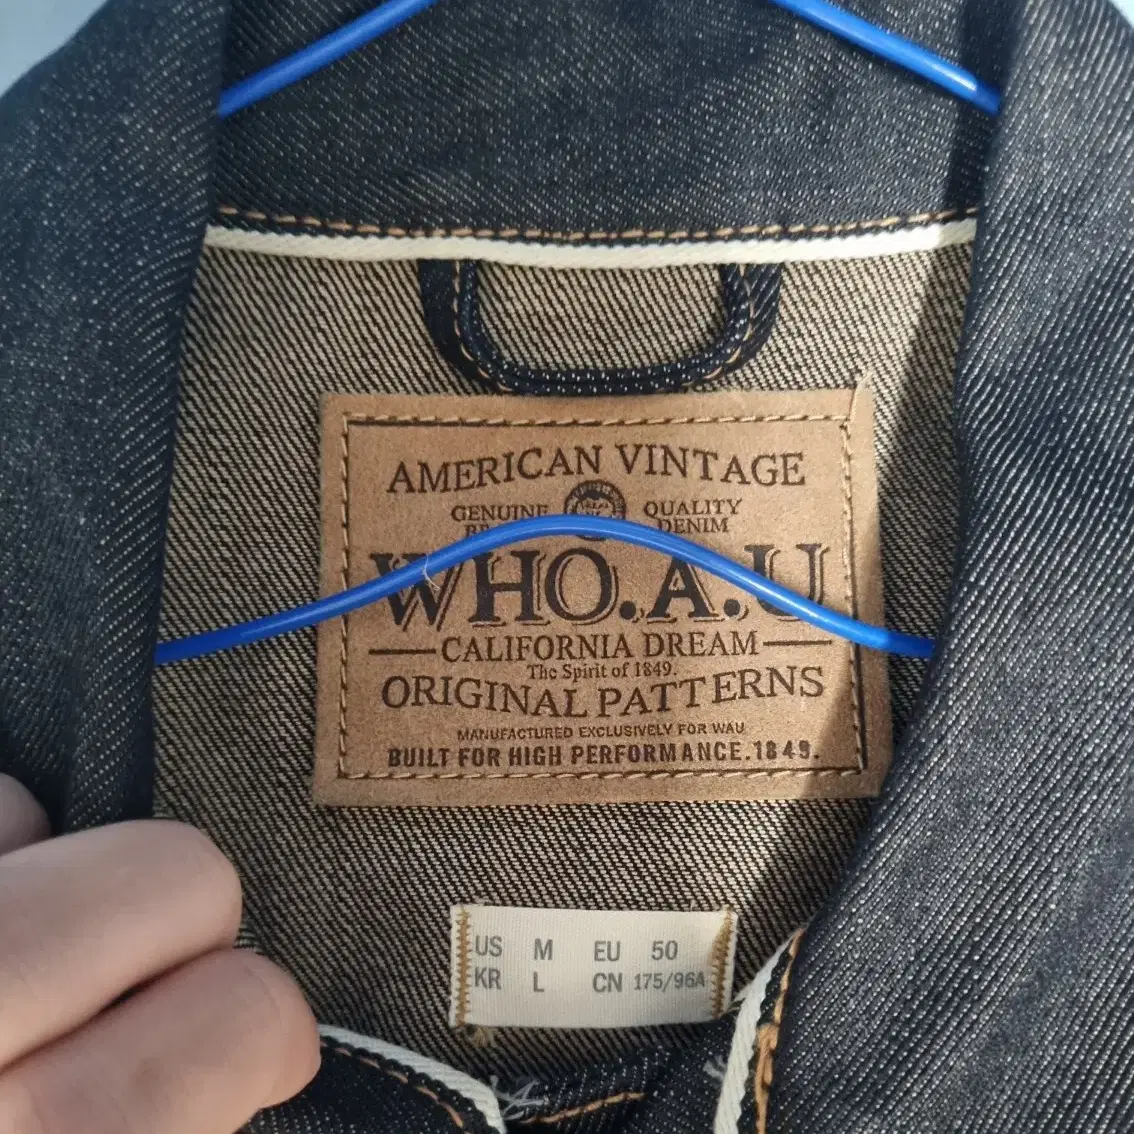 AMERICAN VINTAGE
GENUINE QUALITY
DENIM
WHO.A.U
CALIFORNIA DREAM
The Spirit of 1849.
ORIGINAL PATTERNS
MANUFACTURED EXCLUSIVELY FOR WAU
BUILT FOR HIGH PERFORMANCE.1849.
US M EU 50
KR L CN 175/96A